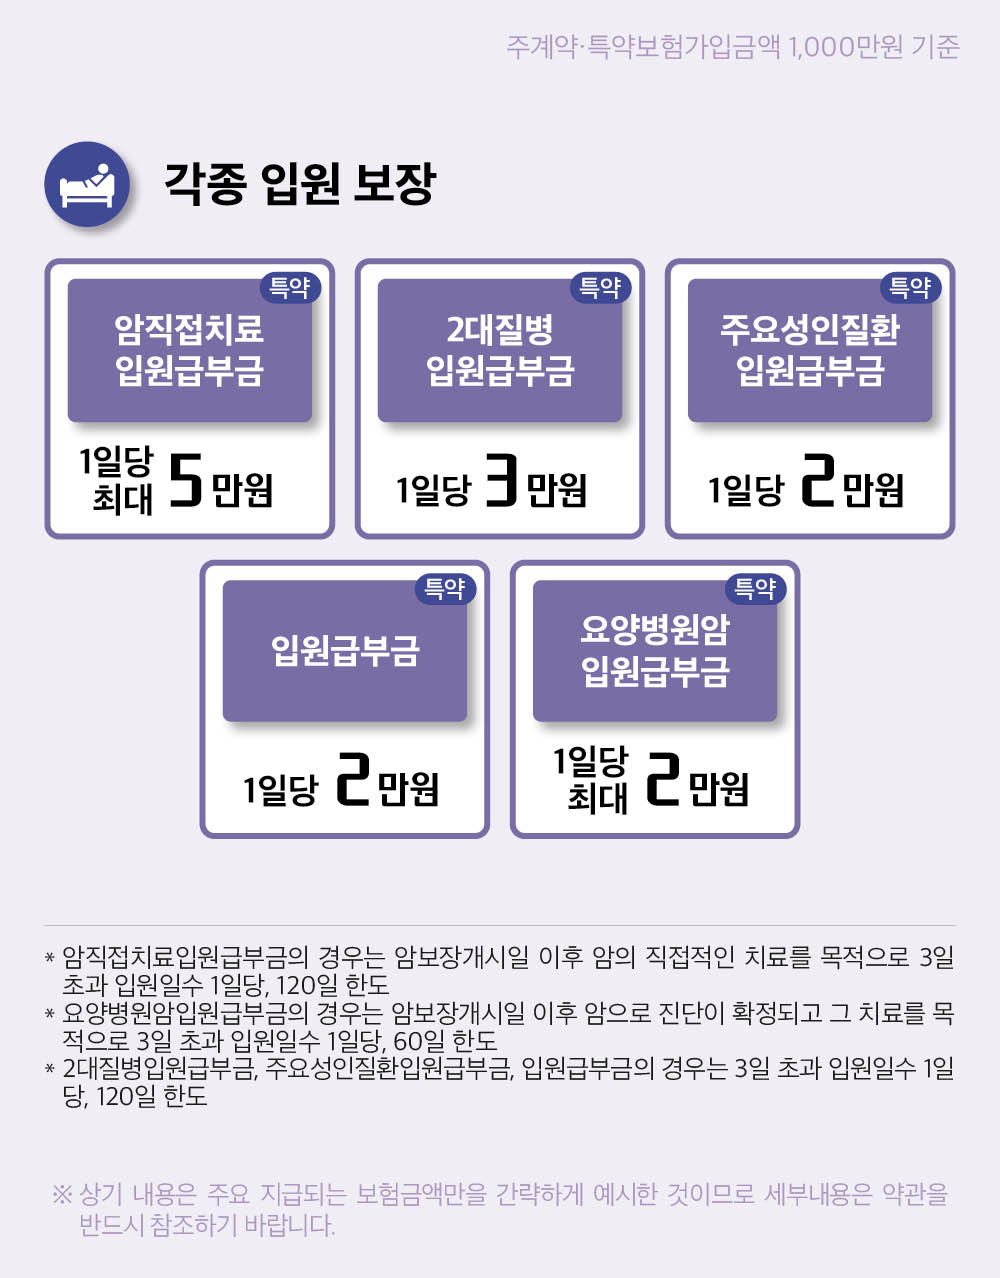 주계약·특약보험가입금액 1,000만원 기준
각종 입원 보장
특약
암직접치료
입원급부금
1일당
최대 5만원
특약
2대질병
입원급부금
1일당 3만원
특약
주요성인질환
입원급부금
1일당 2만원
특약
입원급부금
1일당 2만원
특약
요양병원암
입원급부금
1일당
최대 2만원
* 암직접치료입원급부금의 경우는 암보장개시일 이후 암의 직접적인 치료를 목적으로 3일
초과 입원일수 1일당, 120일 한도
* 요양병원암입원급부금의 경우는 암보장개시일 이후 암으로 진단이 확정되고 그 치료를 목
적으로 3일 초과 입원일수 1일당, 60일 한도
* 2대질병입원급부금, 주요성인질환입원급부금, 입원급부금의 경우는 3일 초과 입원일수 1일
당, 120일 한도
※ 상기 내용은 주요 지급되는 보험금액만을 간략하게 예시한 것이므로 세부내용은 약관을
반드시 참조하기 바랍니다.